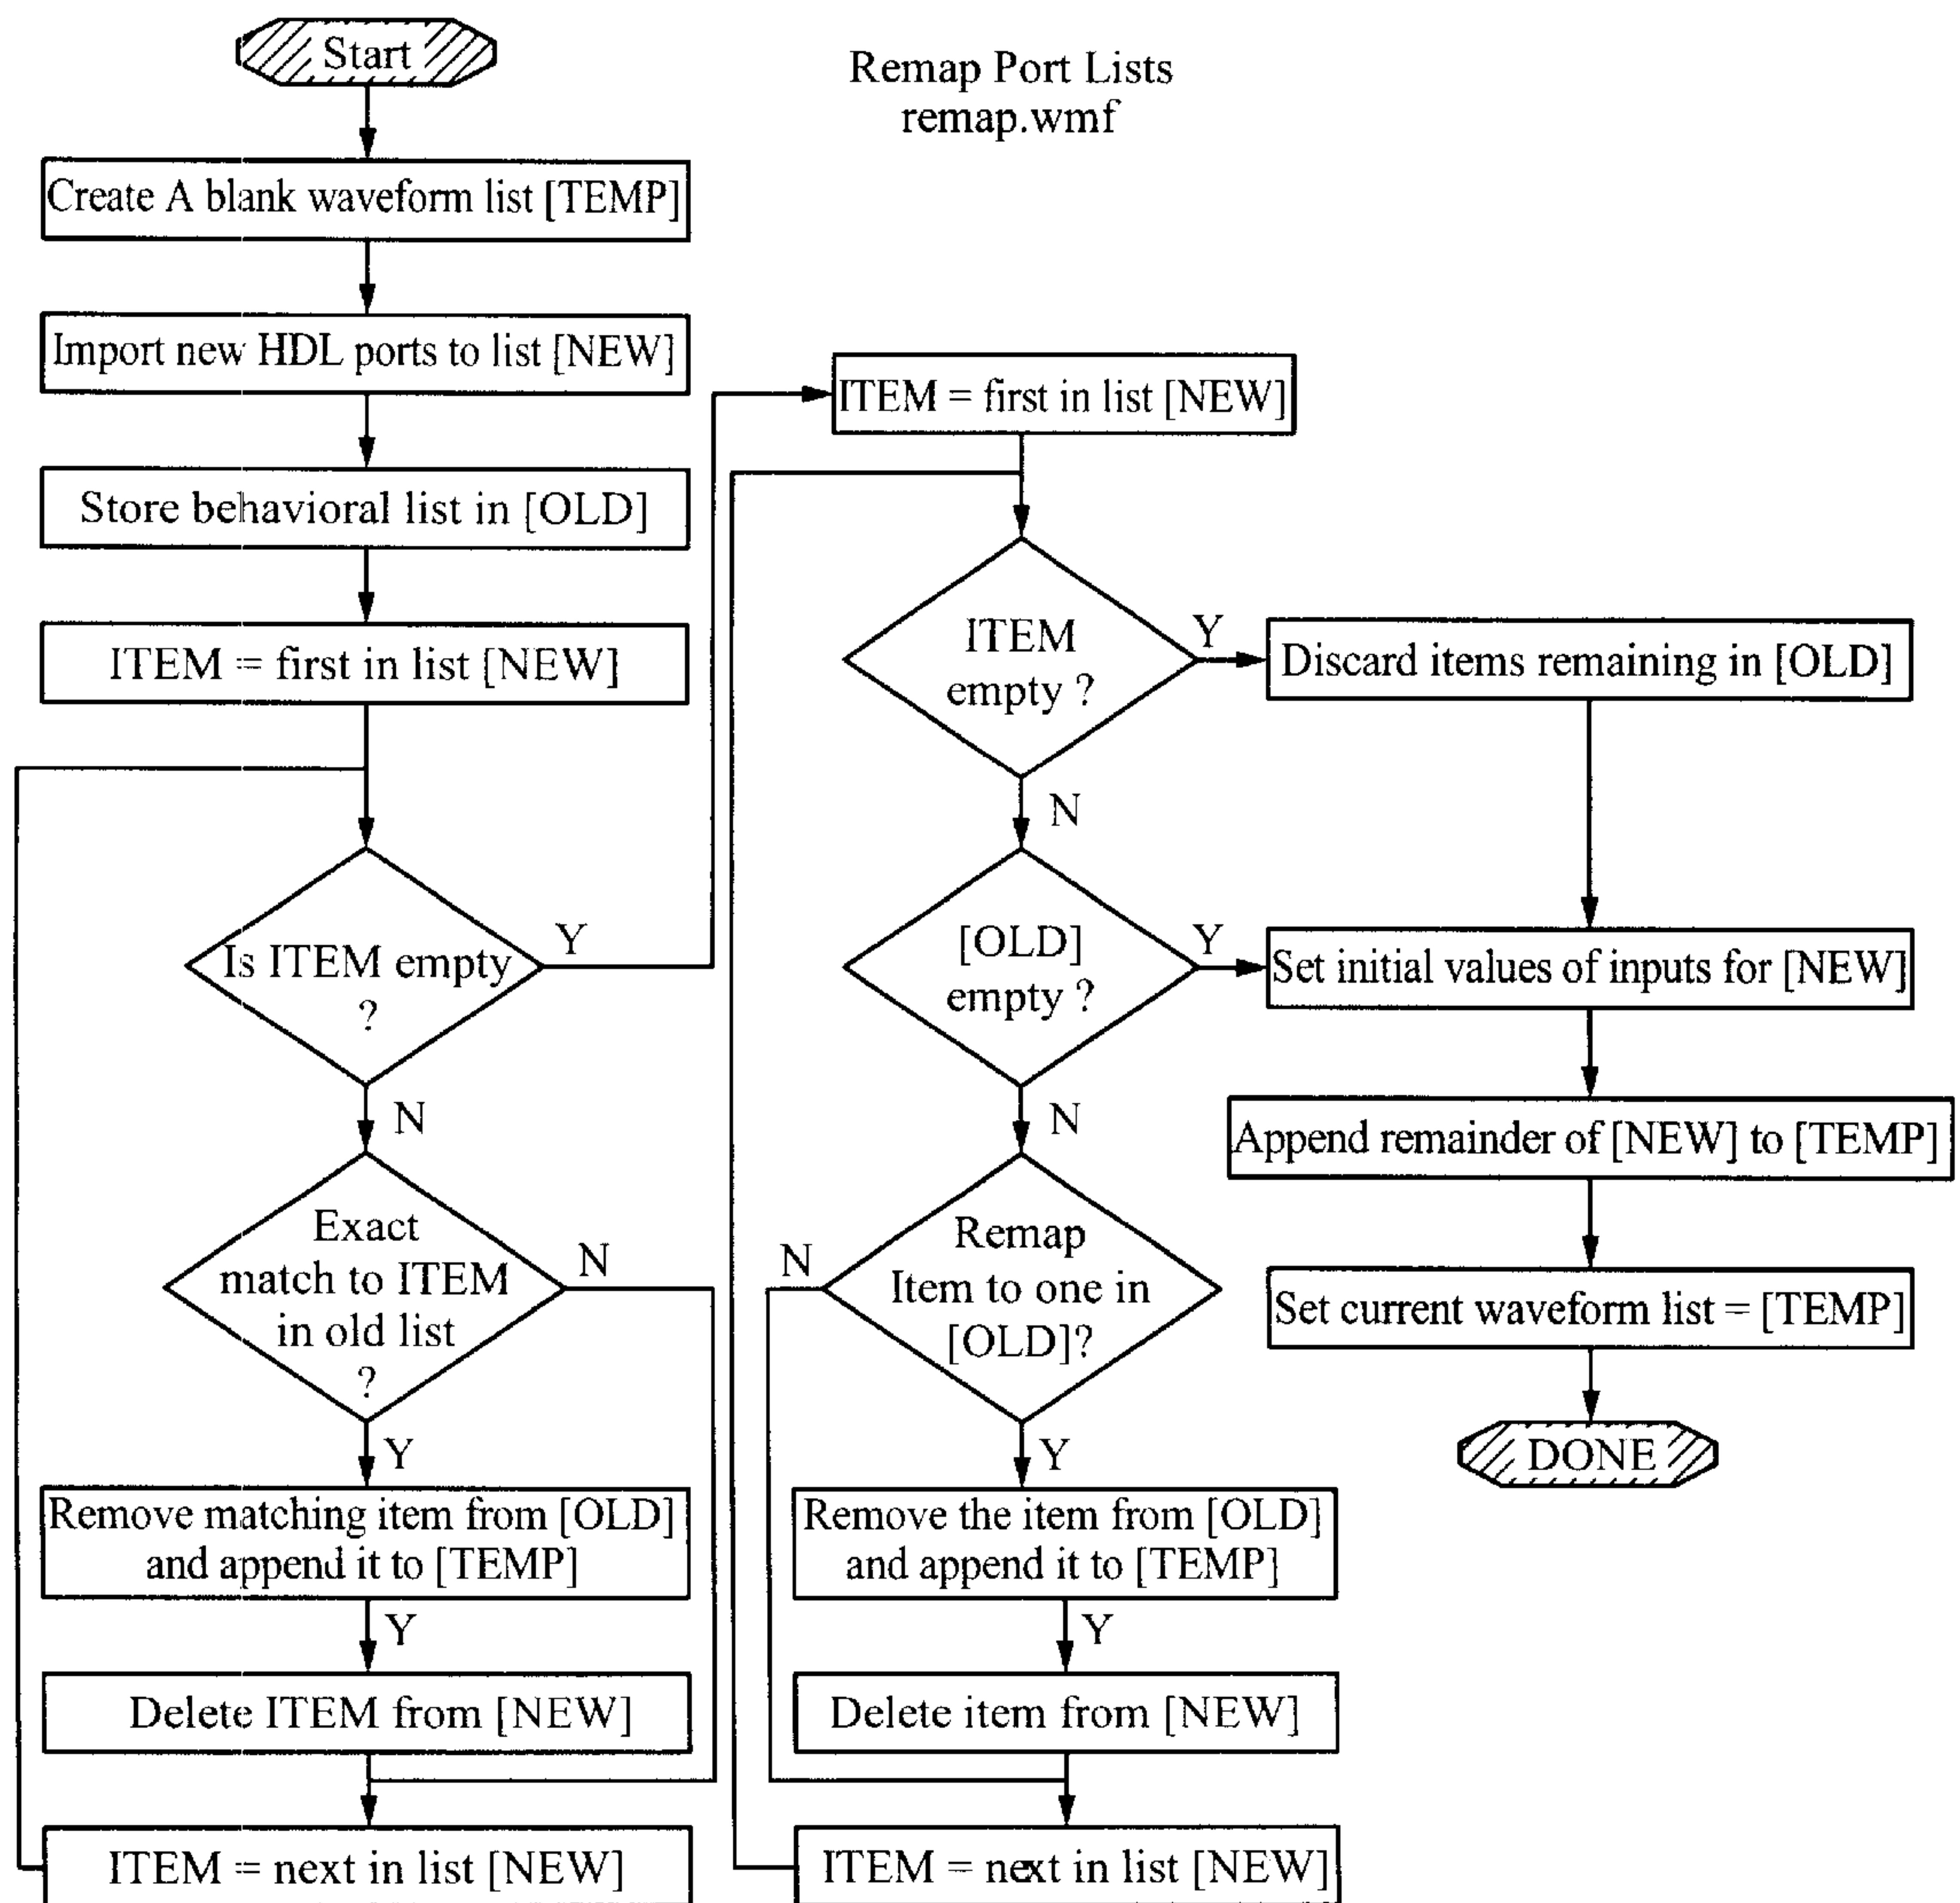 Start
Remap Port Lists
remap.wmf
Create A blank waveform list [TEMP]
Import new HDL ports to list [NEW]
Store behavioral list in [OLD]
ITEM = first in list [NEW]
Is ITEM empty
?
Y
N
Exact
match to ITEM
in old list
?
N
Y
Remove matching item from [OLD]
and append it to [TEMP]
Y
Delete ITEM from [NEW]
ITEM = next in list [NEW]
ITEM = first in list [NEW]
ITEM
empty ?
Y
N
[OLD]
empty ?
Y
N
Remap
Item to one in
[OLD]?
N
Y
Remove the item from [OLD]
and append it to [TEMP]
Y
Delete item from [NEW]
ITEM = next in list [NEW]
Discard items remaining in [OLD]
Set initial values of inputs for [NEW]
Append remainder of [NEW] to [TEMP]
Set current waveform list = [TEMP]
DONE